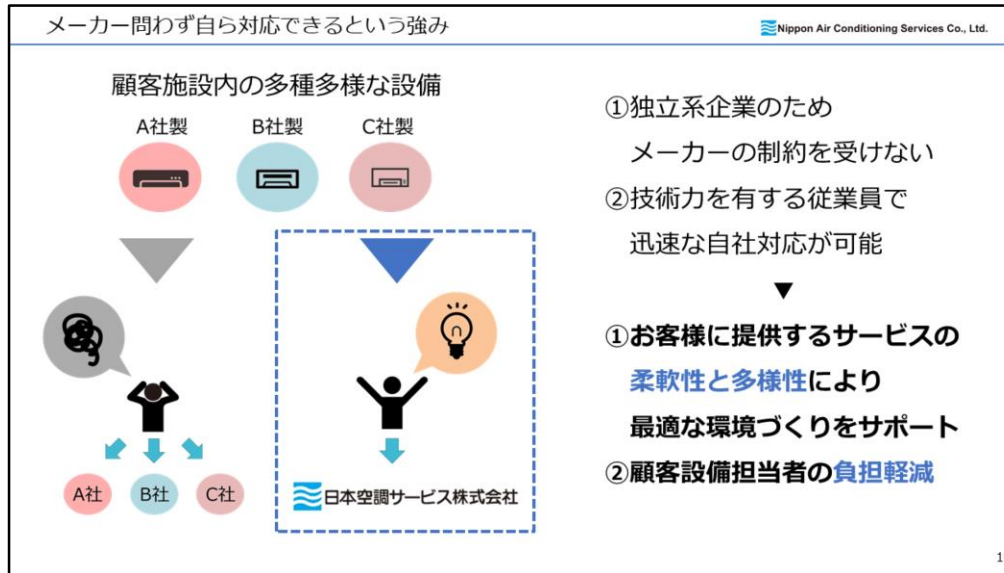 メーカー問わず自ら対応できるという強み
Nippon Air Conditioning Services Co., Ltd.
顧客施設内の多種多様な設備
A社製
B社製
C社製
A社
B社
C社
日本空調サービス株式会社
①独立系企業のため
メーカーの制約を受けない
②技術力を有する従業員で
迅速な自社対応が可能
▼
①お客様に提供するサービスの
柔軟性と多様性により
最適な環境づくりをサポート
②顧客設備担当者の負担軽減